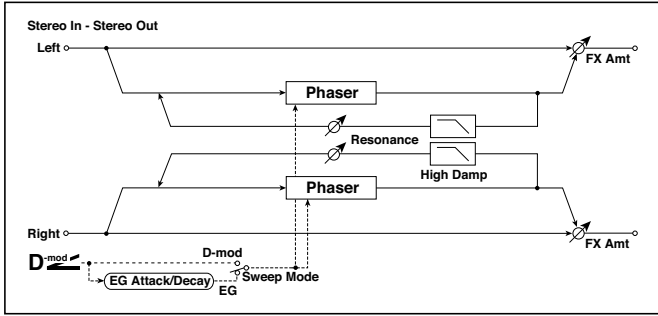 Stereo In - Stereo Out
Left
FX Amt
Phaser
Resonance
High Damp
Phaser
Right
FX Amt
D-mod
D-mod
EG Attack/Decay
EG
Sweep Mode